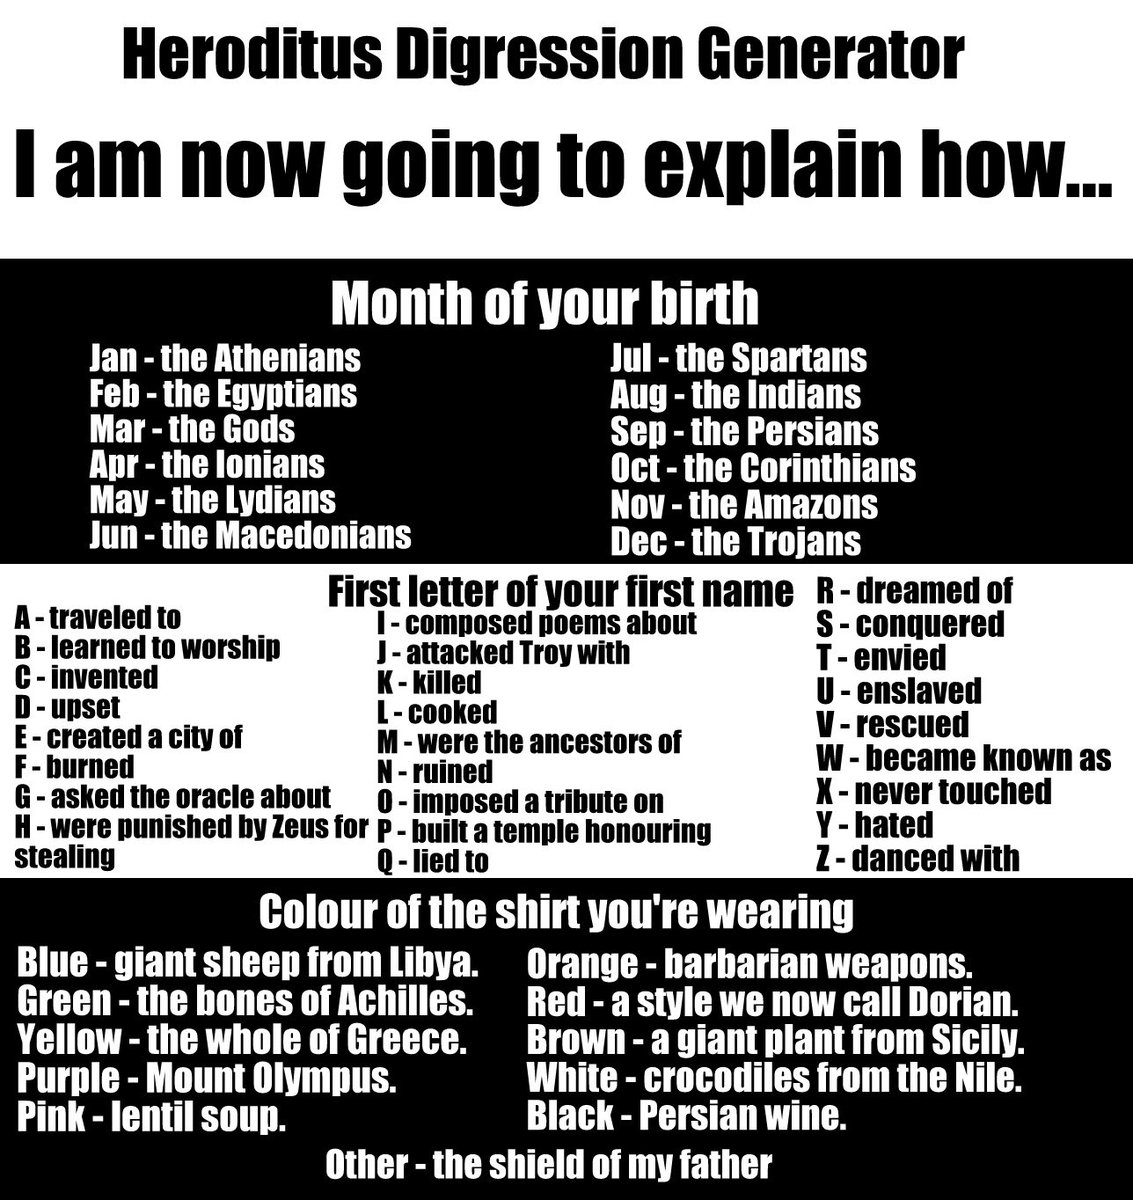 Heroditus Digression Generator
I am now going to explain how...
Month of your birth
Jan - the Athenians
Feb - the Egyptians
Mar - the Gods
Apr - the Ionians
May - the Lydians
Jun - the Macedonians
Jul - the Spartans
Aug - the Indians
Sep - the Persians
Oct - the Corinthians
Nov - the Amazons
Dec - the Trojans
First letter of your first name
A - traveled to
B - learned to worship
C - invented
D - upset
E - created a city of
F - burned
G - asked the oracle about
H - were punished by Zeus for
stealing
I - composed poems about
J - attacked Troy with
K - killed
L - cooked
M - were the ancestors of
N - ruined
O - imposed a tribute on
P - built a temple honouring
Q - lied to
R - dreamed of
S - conquered
T - envied
U - enslaved
V - rescued
W - became known as
X - never touched
Y - hated
Z - danced with
Colour of the shirt you're wearing
Blue - giant sheep from Libya.
Green - the bones of Achilles.
Yellow - the whole of Greece.
Purple - Mount Olympus.
Pink - lentil soup.
Orange - barbarian weapons.
Red - a style we now call Dorian.
Brown - a giant plant from Sicily.
White - crocodiles from the Nile.
Black - Persian wine.
Other - the shield of my father